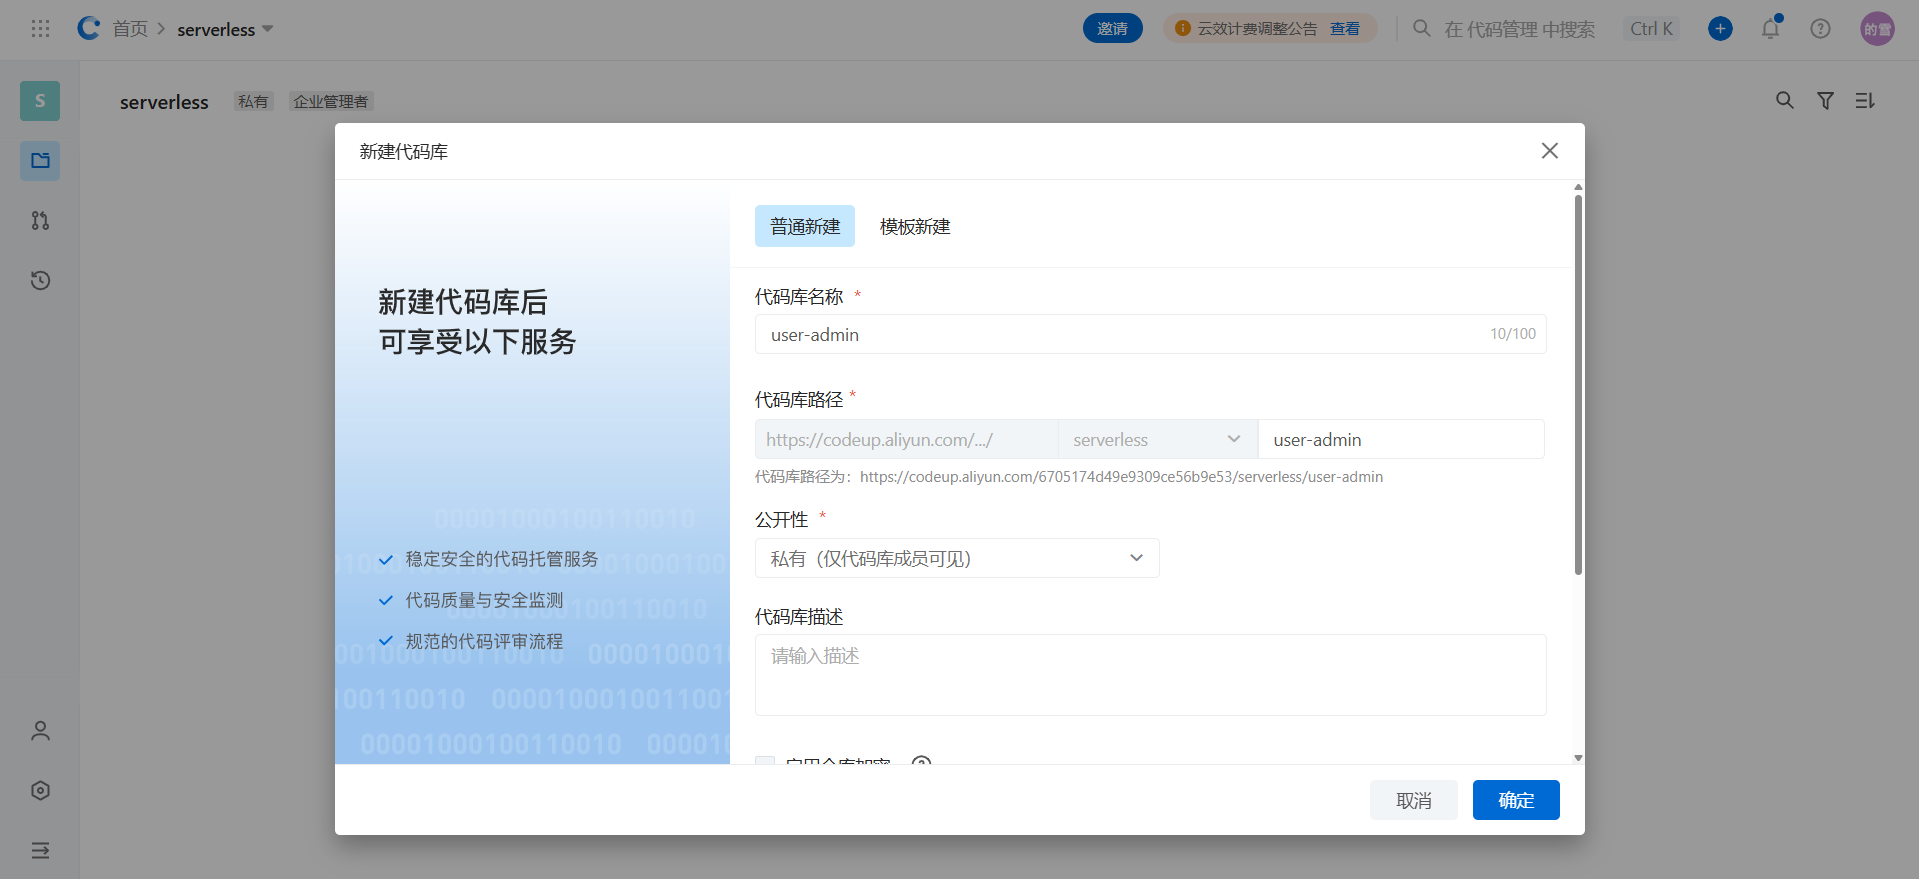 首页 serverless
邀请
云效计费调整公告 查看
在 代码管理 中搜索 Ctrl K
的雪
S
serverless 私有 企业管理者
新建代码库
新建代码库后
可享受以下服务
稳定安全的代码托管服务
代码质量与安全监测
规范的代码评审流程
普通新建 模板新建
代码库名称 *
user-admin 10/100
代码库路径 *
https://codeup.aliyun.com/.../ serverless user-admin
代码库路径为：https://codeup.aliyun.com/6705174d49e9309ce56b9e53/serverless/user-admin
公开性 *
私有（仅代码库成员可见）
代码库描述
请输入描述
取消 确定